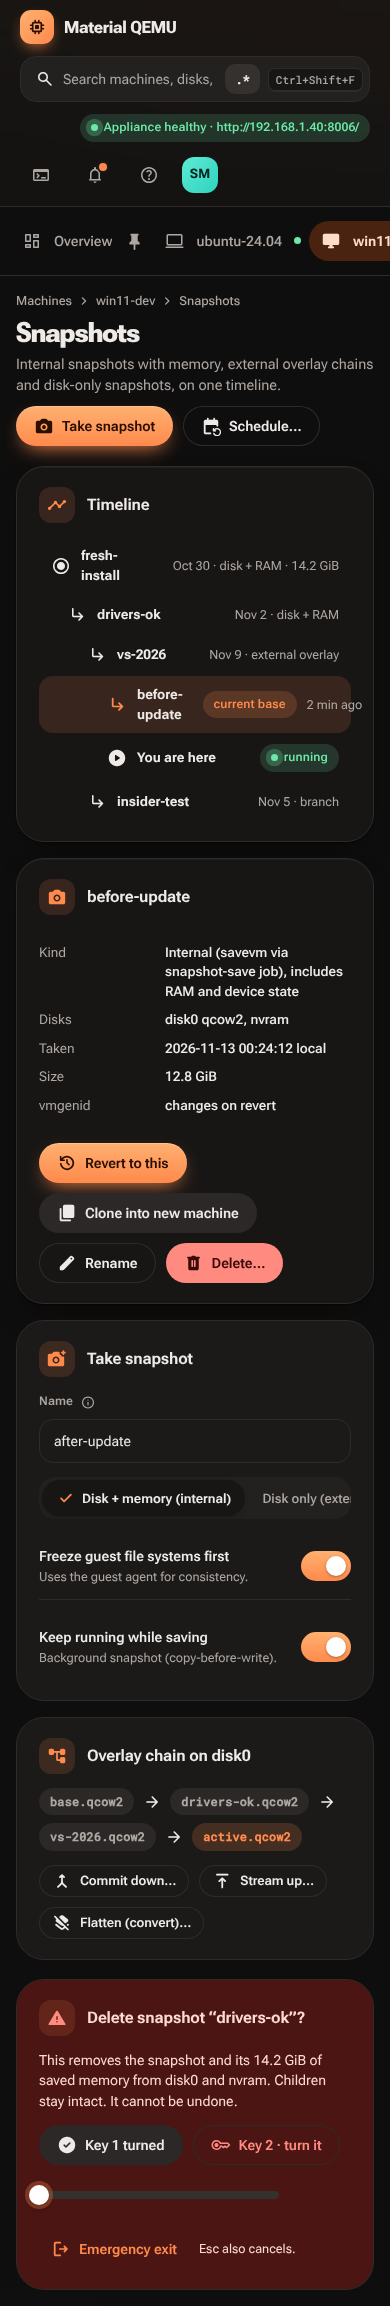 Material QEMU
Search machines, disks, .* Ctrl+Shift+F
Appliance healthy · http://192.168.1.40:8006/
SM
Overview ubuntu-24.04 win11
Machines > win11-dev > Snapshots
Snapshots
Internal snapshots with memory, external overlay chains
and disk-only snapshots, on one timeline.
Take snapshot Schedule...
Timeline
fresh-
install
Oct 30 · disk + RAM · 14.2 GiB
drivers-ok Nov 2 · disk + RAM
vs-2026 Nov 9 · external overlay
before-
update
current base 2 min ago
You are here running
insider-test Nov 5 · branch
before-update
Kind Internal (savevm via
snapshot-save job), includes
RAM and device state
Disks disk0 qcow2, nvram
Taken 2026-11-13 00:24:12 local
Size 12.8 GiB
vmgenid changes on revert
Revert to this
Clone into new machine
Rename Delete...
Take snapshot
Name
after-update
Disk + memory (internal) Disk only (exter
Freeze guest file systems first
Uses the guest agent for consistency.
Keep running while saving
Background snapshot (copy-before-write).
Overlay chain on disk0
base.qcow2 → drivers-ok.qcow2 →
vs-2026.qcow2 → active.qcow2
Commit down... Stream up...
Flatten (convert)...
Delete snapshot “drivers-ok”?
This removes the snapshot and its 14.2 GiB of
saved memory from disk0 and nvram. Children
stay intact. It cannot be undone.
Key 1 turned Key 2 · turn it
Emergency exit Esc also cancels.